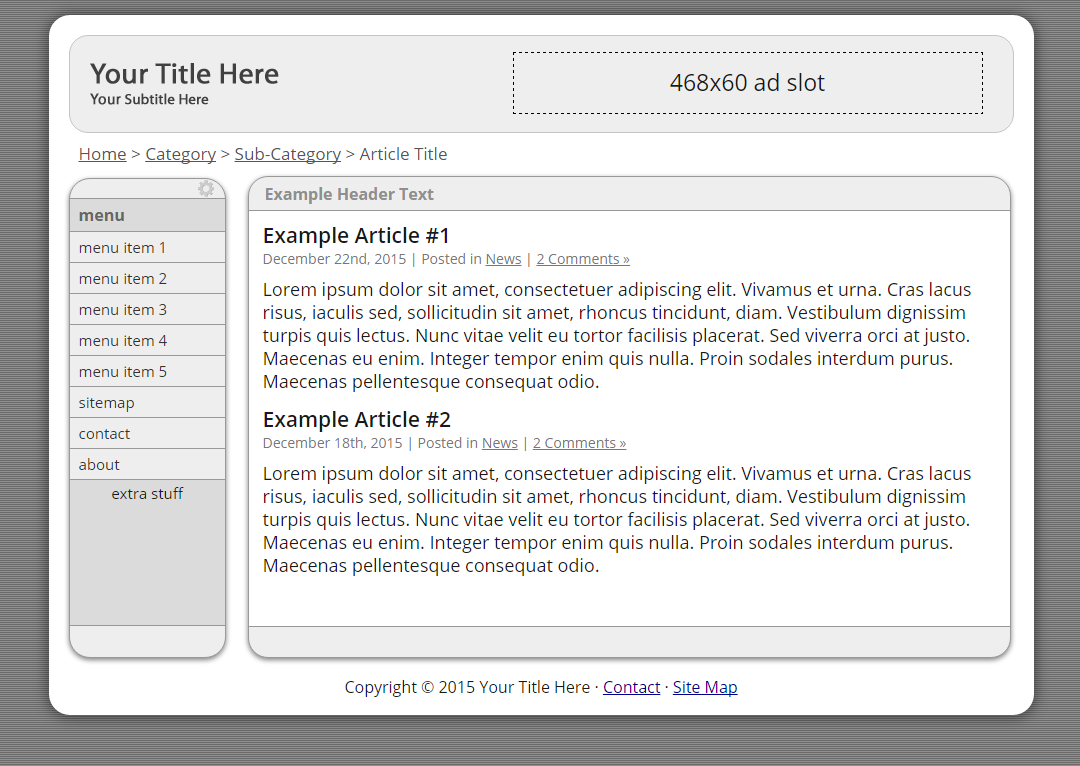 Your Title Here
Your Subtitle Here
468x60 ad slot
Home > Category > Sub-Category > Article Title
menu
menu item 1
menu item 2
menu item 3
menu item 4
menu item 5
sitemap
contact
about
extra stuff
Example Header Text
Example Article #1
December 22nd, 2015 | Posted in News | 2 Comments »
Lorem ipsum dolor sit amet, consectetuer adipiscing elit. Vivamus et urna. Cras lacus
risus, iaculis sed, sollicitudin sit amet, rhoncus tincidunt, diam. Vestibulum dignissim
turpis quis lectus. Nunc vitae velit eu tortor facilisis placerat. Sed viverra orci at justo.
Maecenas eu enim. Integer tempor enim quis nulla. Proin sodales interdum purus.
Maecenas pellentesque consequat odio.
Example Article #2
December 18th, 2015 | Posted in News | 2 Comments »
Lorem ipsum dolor sit amet, consectetuer adipiscing elit. Vivamus et urna. Cras lacus
risus, iaculis sed, sollicitudin sit amet, rhoncus tincidunt, diam. Vestibulum dignissim
turpis quis lectus. Nunc vitae velit eu tortor facilisis placerat. Sed viverra orci at justo.
Maecenas eu enim. Integer tempor enim quis nulla. Proin sodales interdum purus.
Maecenas pellentesque consequat odio.
Copyright © 2015 Your Title Here · Contact · Site Map